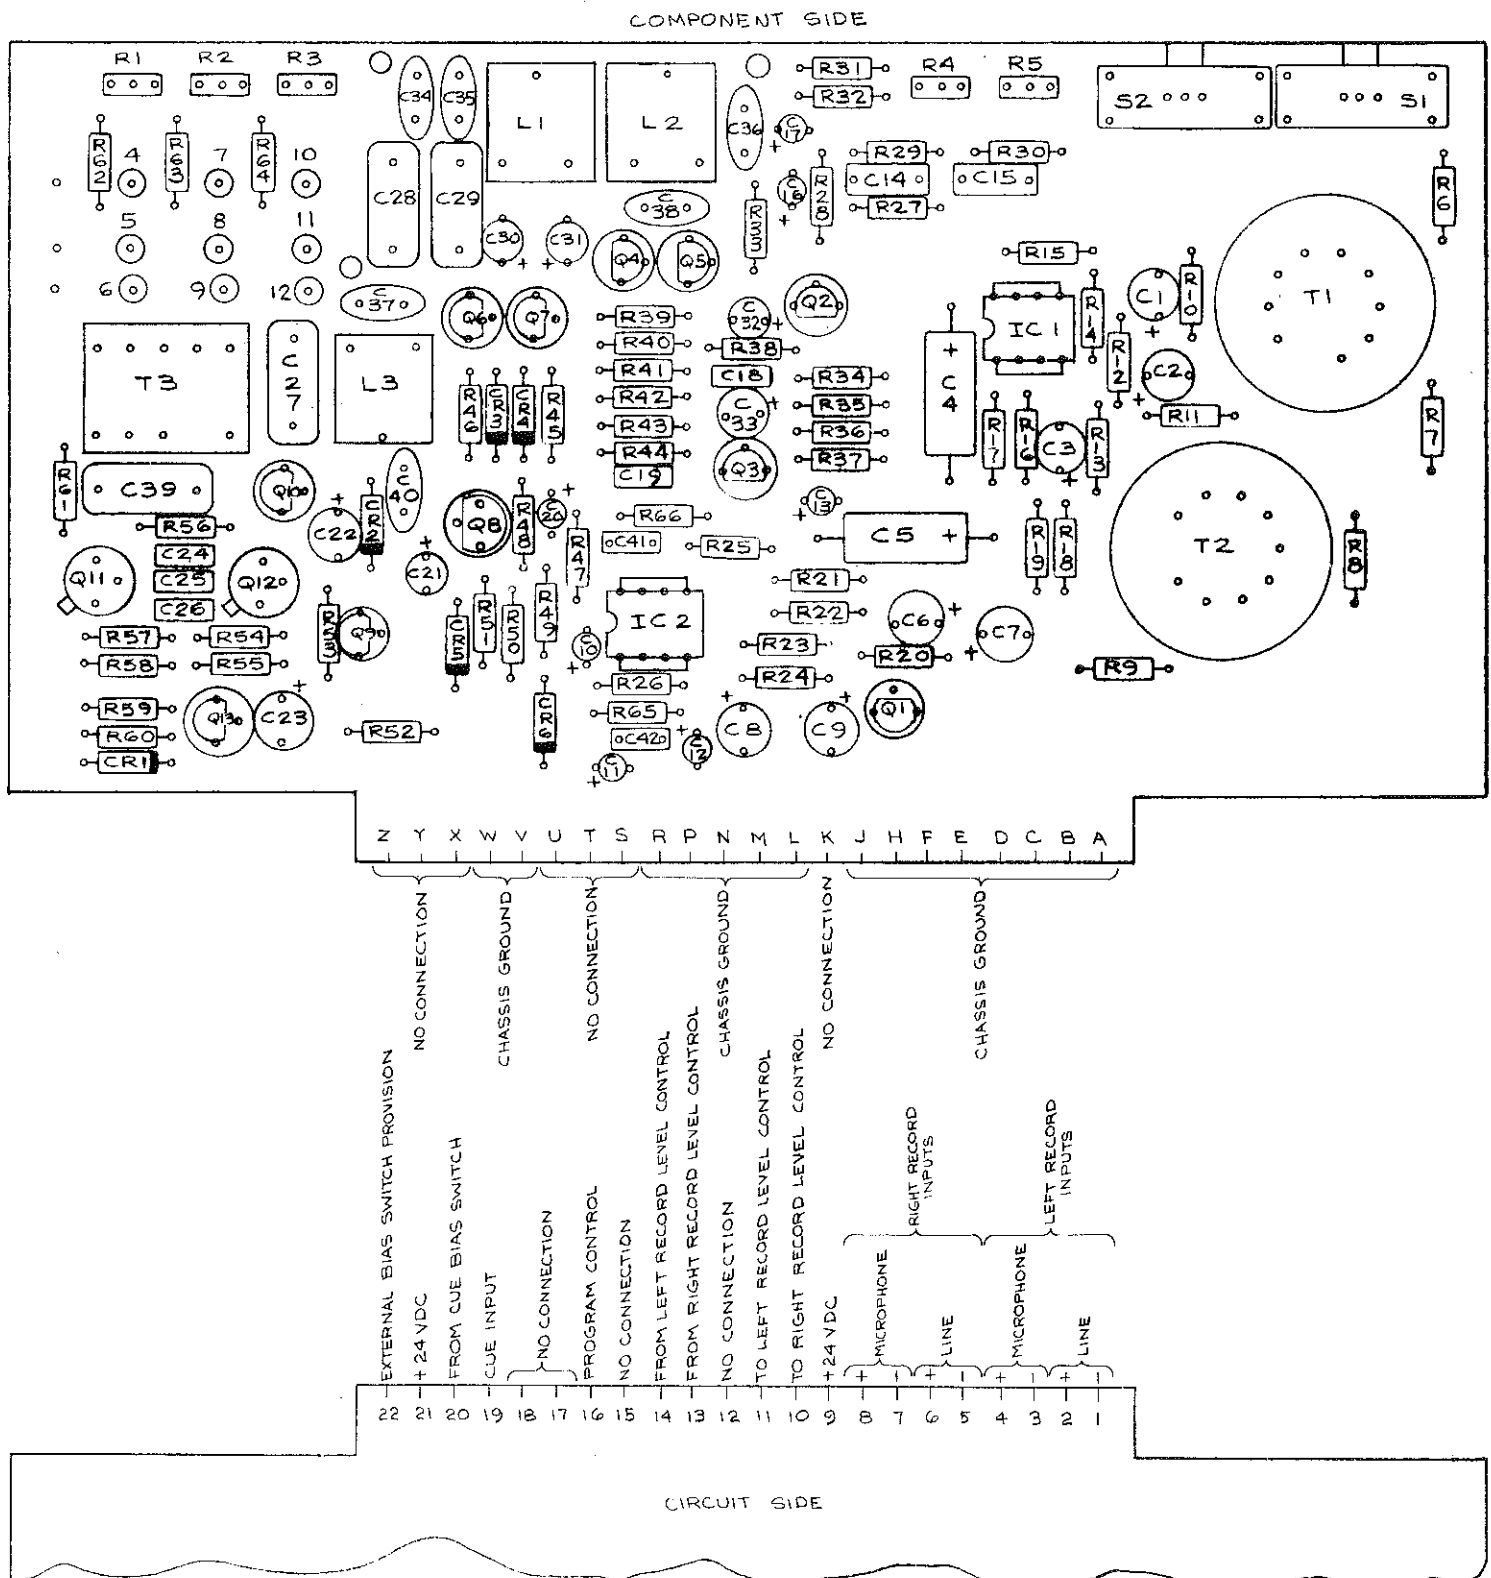 COMPONENT SIDE
R1 R2 R3 R31 R4 R5
C34 C35 L1 L2 C36 R32 C17 S2 S1
R62 4 R63 7 R64 10 C28 C29 R29 R30
C14 C15 R6
C16 R28 C38 R33 R27
5 8 11 C30 C31 Q4 Q5 R15
6 9 12 C37 Q2 C1 R10 T1
Q6 Q7 R39 C32 IC1 R14
R40 R38
T3 C27 L3 R41 C18 R34 C4 R12 C2
R46 CR3 CR4 R45 R42 C33 R35 R11 R7
R43 R36 R17 R16 C3 R13
R44 Q3 R37
R61 C39 Q10 C40 C19
C22 CR2 Q8 R48 C20 R66 C13
R56 R47 C41 R25 C5 R19 R18 T2 R8
C24
Q11 C25 Q12 C21 R21
C26 R53 Q9 CR5 R51 R50 R49 IC2 R22 C6 C7
R57 R54 C10 R23
R58 R55 R20 R9
R26 R24
R59 Q13 C23 R52 CR6 R65 C8 C9 Q1
R60 C42 C12
CR1 C11
+ + + + + + + + + + + + + + + + + + + +
Z Y X W V U T S R P N M L K J H F E D C B A
NO CONNECTION
CHASSIS GROUND
NO CONNECTION
CHASSIS GROUND
NO CONNECTION
CHASSIS GROUND
EXTERNAL BIAS SWITCH PROVISION
+24 VDC
FROM CUE BIAS SWITCH
CUE INPUT
NO CONNECTION
PROGRAM CONTROL
NO CONNECTION
FROM LEFT RECORD LEVEL CONTROL
FROM RIGHT RECORD LEVEL CONTROL
NO CONNECTION
TO LEFT RECORD LEVEL CONTROL
TO RIGHT RECORD LEVEL CONTROL
+24 VDC
RIGHT RECORD
INPUTS
LEFT RECORD
INPUTS
MICROPHONE
LINE
MICROPHONE
LINE
+ - + - + - + -
22 21 20 19 18 17 16 15 14 13 12 11 10 9 8 7 6 5 4 3 2 1
CIRCUIT SIDE